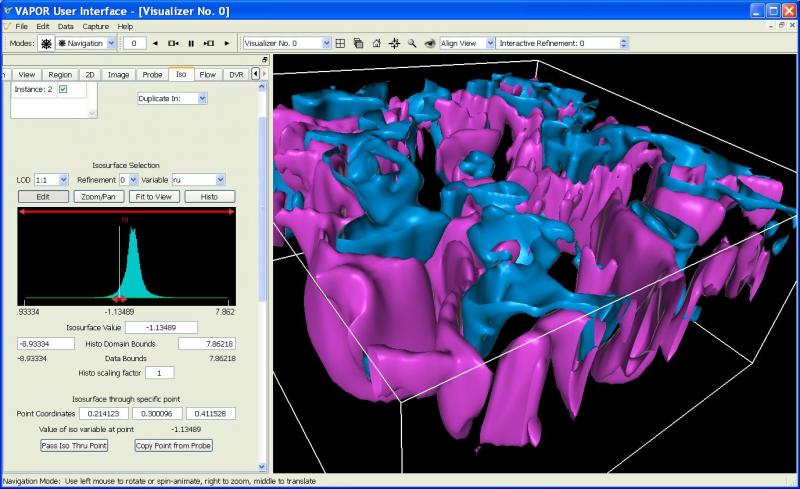 VAPOR User Interface - [Visualizer No. 0]
File Edit Data Capture Help
Modes: Navigation 0 Visualizer No. 0 Align View Interactive Refinement: 0
View Region 2D Image Probe Iso Flow DVR
Instance: 2
Duplicate In:
Isosurface Selection
LOD 1:1 Refinement 0 Variable ru
Edit Zoom/Pan Fit to View Histo
ru
.93334 -1.13489 7.862
Isosurface Value -1.13489
-8.93334 Histo Domain Bounds 7.86218
-8.93334 Data Bounds 7.86218
Histo scaling factor 1
Isosurface through specific point
Point Coordinates 0.214123 0.300096 0.411528
Value of iso variable at point -1.13489
Pass Iso Thru Point Copy Point from Probe
Navigation Mode: Use left mouse to rotate or spin-animate, right to zoom, middle to translate